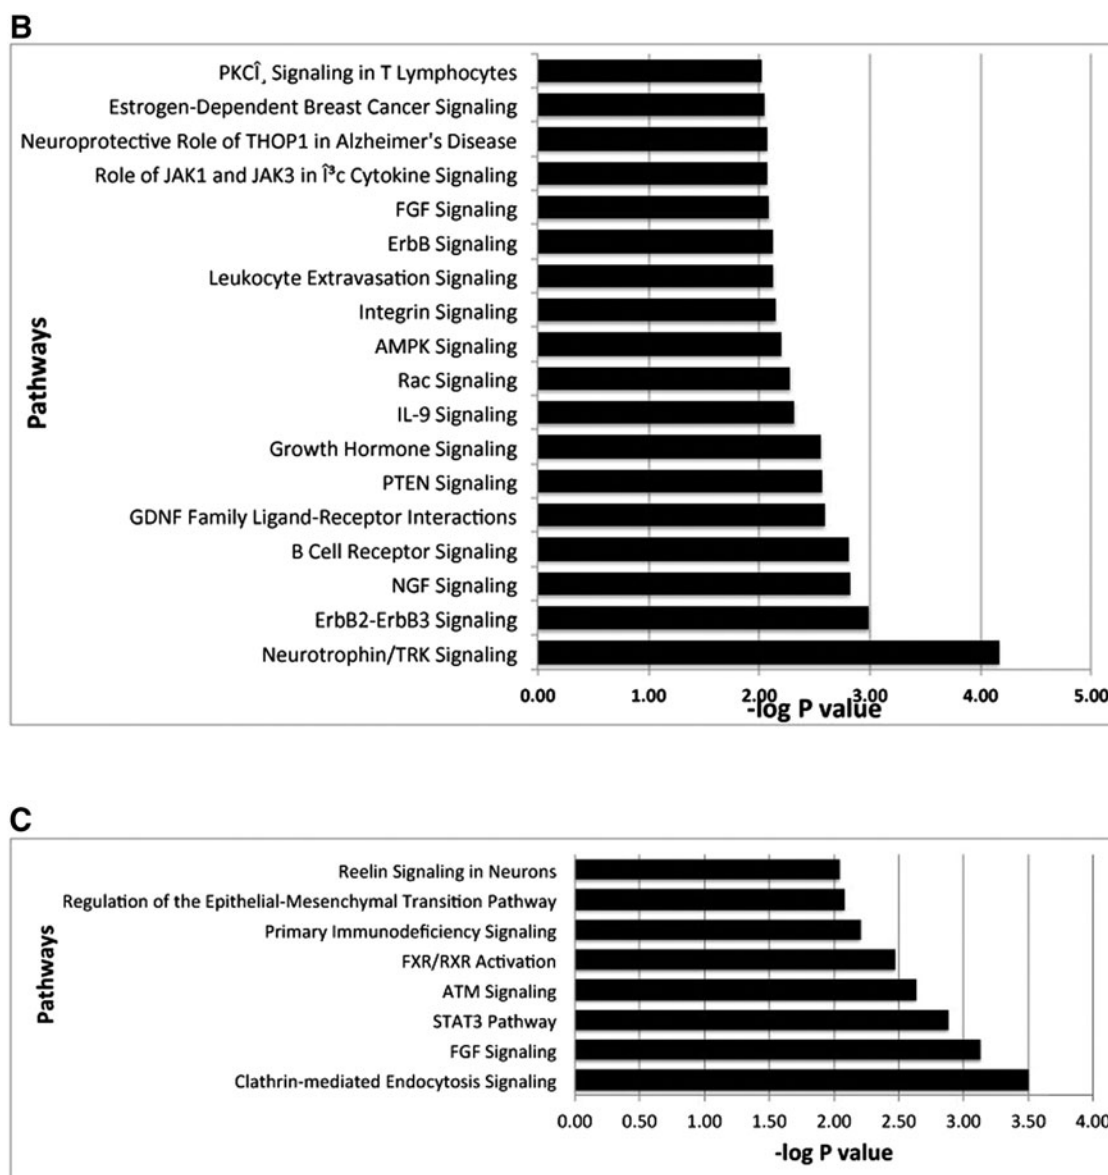 B
PKCÎ¸ Signaling in T Lymphocytes
Estrogen-Dependent Breast Cancer Signaling
Neuroprotective Role of THOP1 in Alzheimer's Disease
Role of JAK1 and JAK3 in Î³c Cytokine Signaling
FGF Signaling
ErbB Signaling
Leukocyte Extravasation Signaling
Integrin Signaling
AMPK Signaling
Rac Signaling
IL-9 Signaling
Growth Hormone Signaling
PTEN Signaling
GDNF Family Ligand-Receptor Interactions
B Cell Receptor Signaling
NGF Signaling
ErbB2-ErbB3 Signaling
Neurotrophin/TRK Signaling
Pathways
0.00 1.00 2.00 3.00 4.00 5.00
-log P value
C
Reelin Signaling in Neurons
Regulation of the Epithelial-Mesenchymal Transition Pathway
Primary Immunodeficiency Signaling
FXR/RXR Activation
ATM Signaling
STAT3 Pathway
FGF Signaling
Clathrin-mediated Endocytosis Signaling
Pathways
0.00 0.50 1.00 1.50 2.00 2.50 3.00 3.50 4.00
-log P value